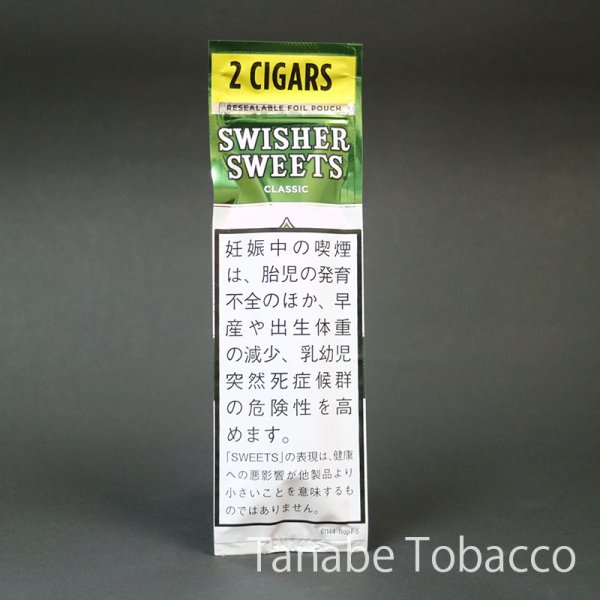 2 CIGARS
RESEALABLE FOIL POUCH
SWISHER
SWEETS
CLASSIC
妊娠中の喫煙
は、胎児の発育
不全のほか、早
産や出生体重
の減少、乳幼児
突然死症候群
の危険性を高
めます。
「SWEETS」の表現は、健康
への悪影響が他製品より
小さいことを意味するも
のではありません。
Tanabe Tobacco